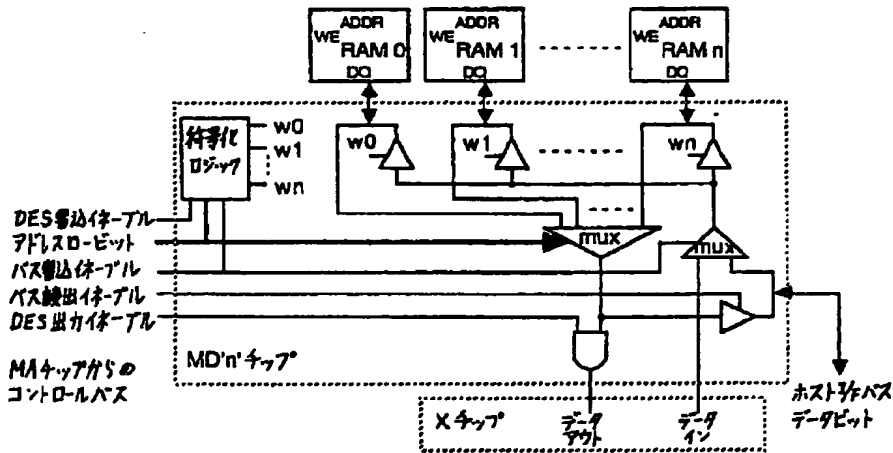 ADDR
WE RAM 0
DQ
ADDR
WE RAM 1
DQ
ADDR
WE RAM n
DQ
符号化
ロジック
w0
w1
wn
w0
w1
wn
DES書込イネーブル
アドレスロービット
バス書込イネーブル
バス読出イネーブル
DES出力イネーブル
mux
mux
MD'n'チップ
MAチップからの
コントロールバス
Xチップ
データ
アウト
データ
イン
ホスト
バス
データビット